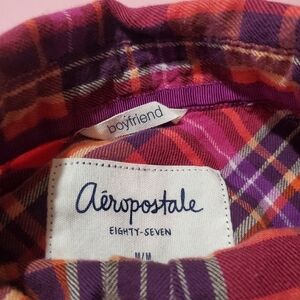 boyfriend
aéropostale
EIGHTY-SEVEN
M/M